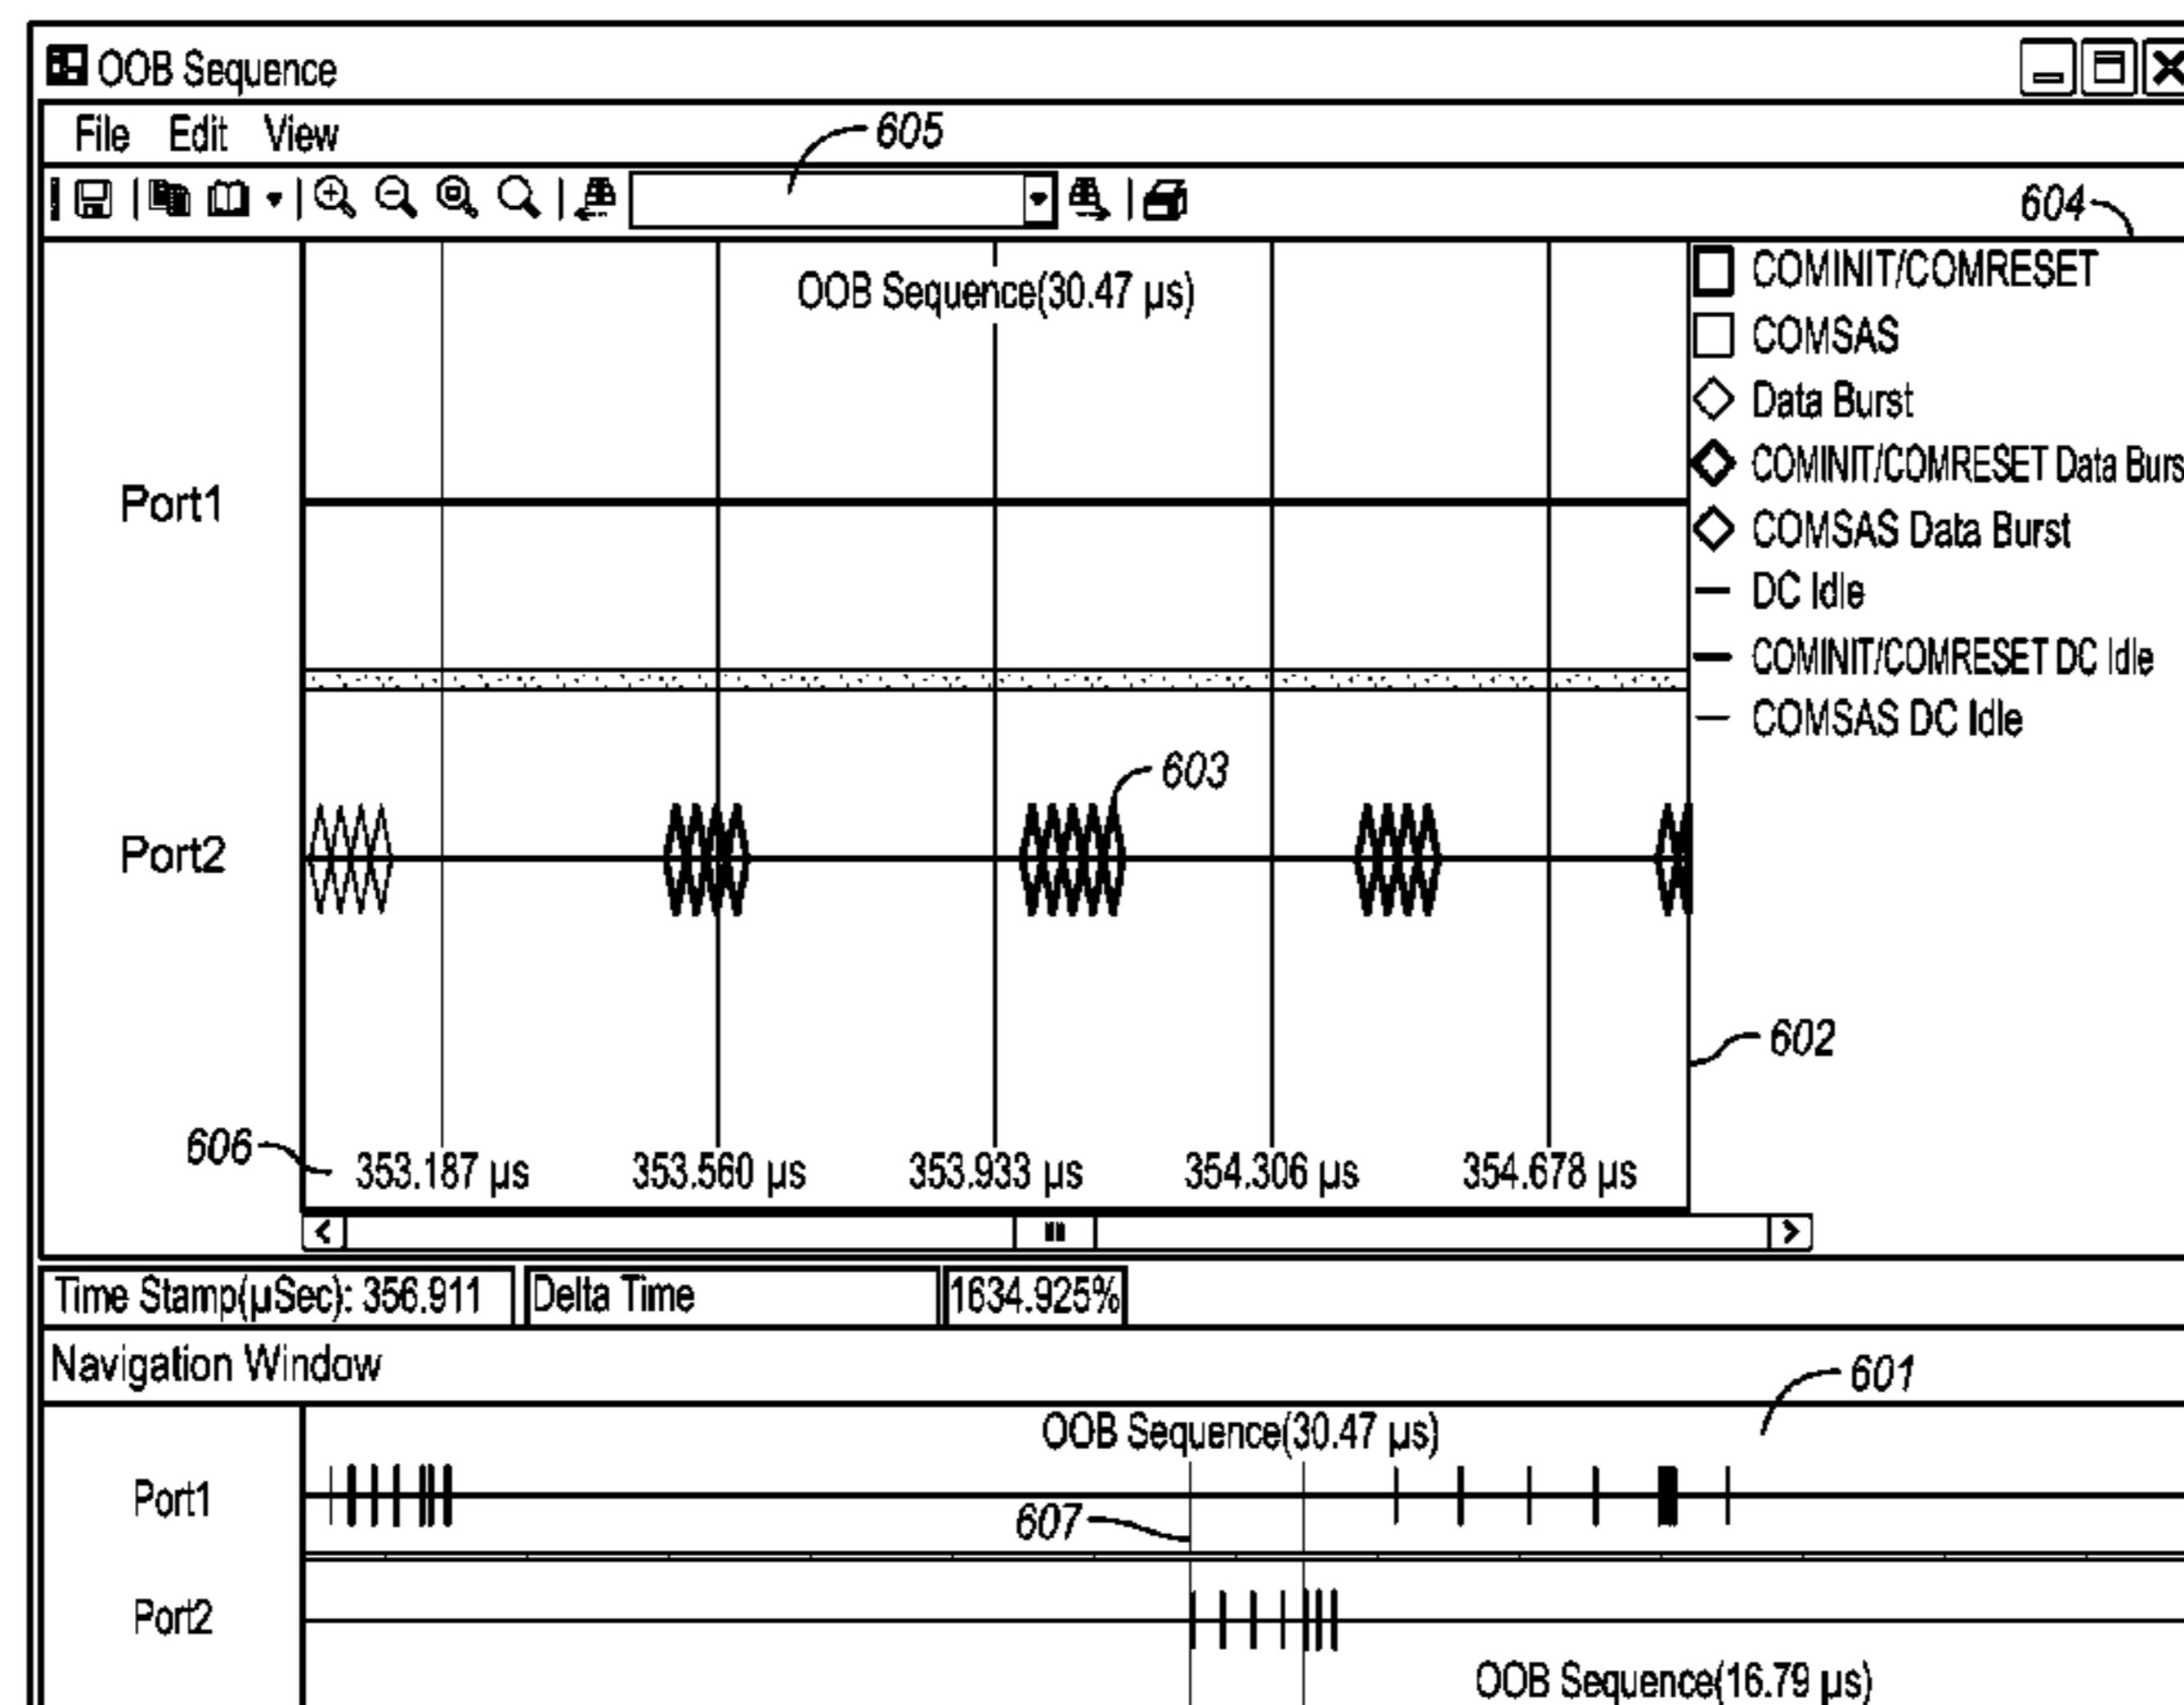 OOB Sequence
File Edit View
605
604
OOB Sequence(30.47 µs)
COMINIT/COMRESET
COMSAS
Data Burst
COMINIT/COMRESET Data Burs
COMSAS Data Burst
DC Idle
COMINIT/COMRESET DC Idle
COMSAS DC Idle
Port1
603
Port2
602
606
353.187 µs 353.560 µs 353.933 µs 354.306 µs 354.678 µs
Time Stamp(µSec): 356.911 Delta Time 1634.925%
Navigation Window
601
OOB Sequence(30.47 µs)
Port1
607
Port2
OOB Sequence(16.79 µs)